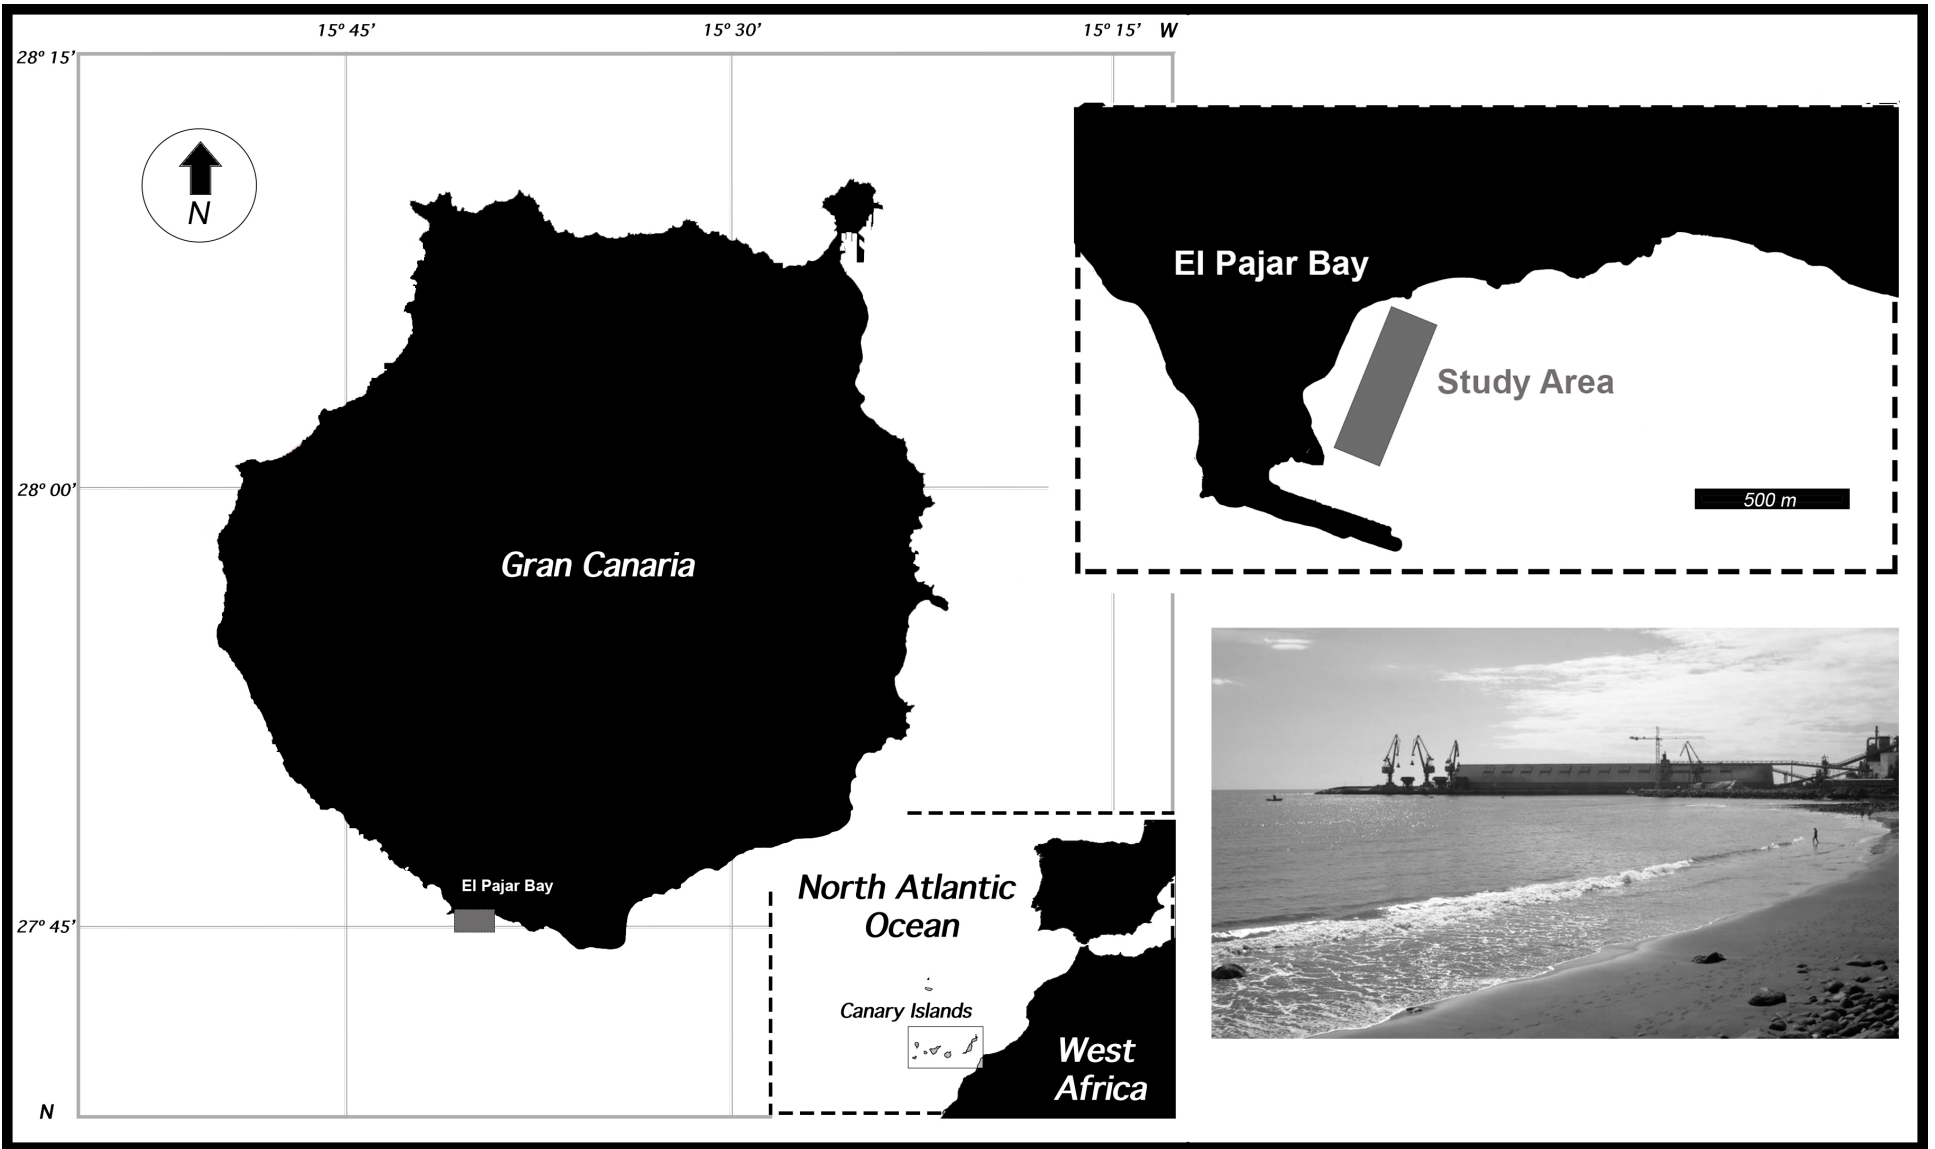 15º 45'
15º 30'
15º 15' W
28º 15'
N
El Pajar Bay
Study Area
28º 00'
500 m
Gran Canaria
El Pajar Bay
North Atlantic
Ocean
27º 45'
Canary Islands
West
Africa
N